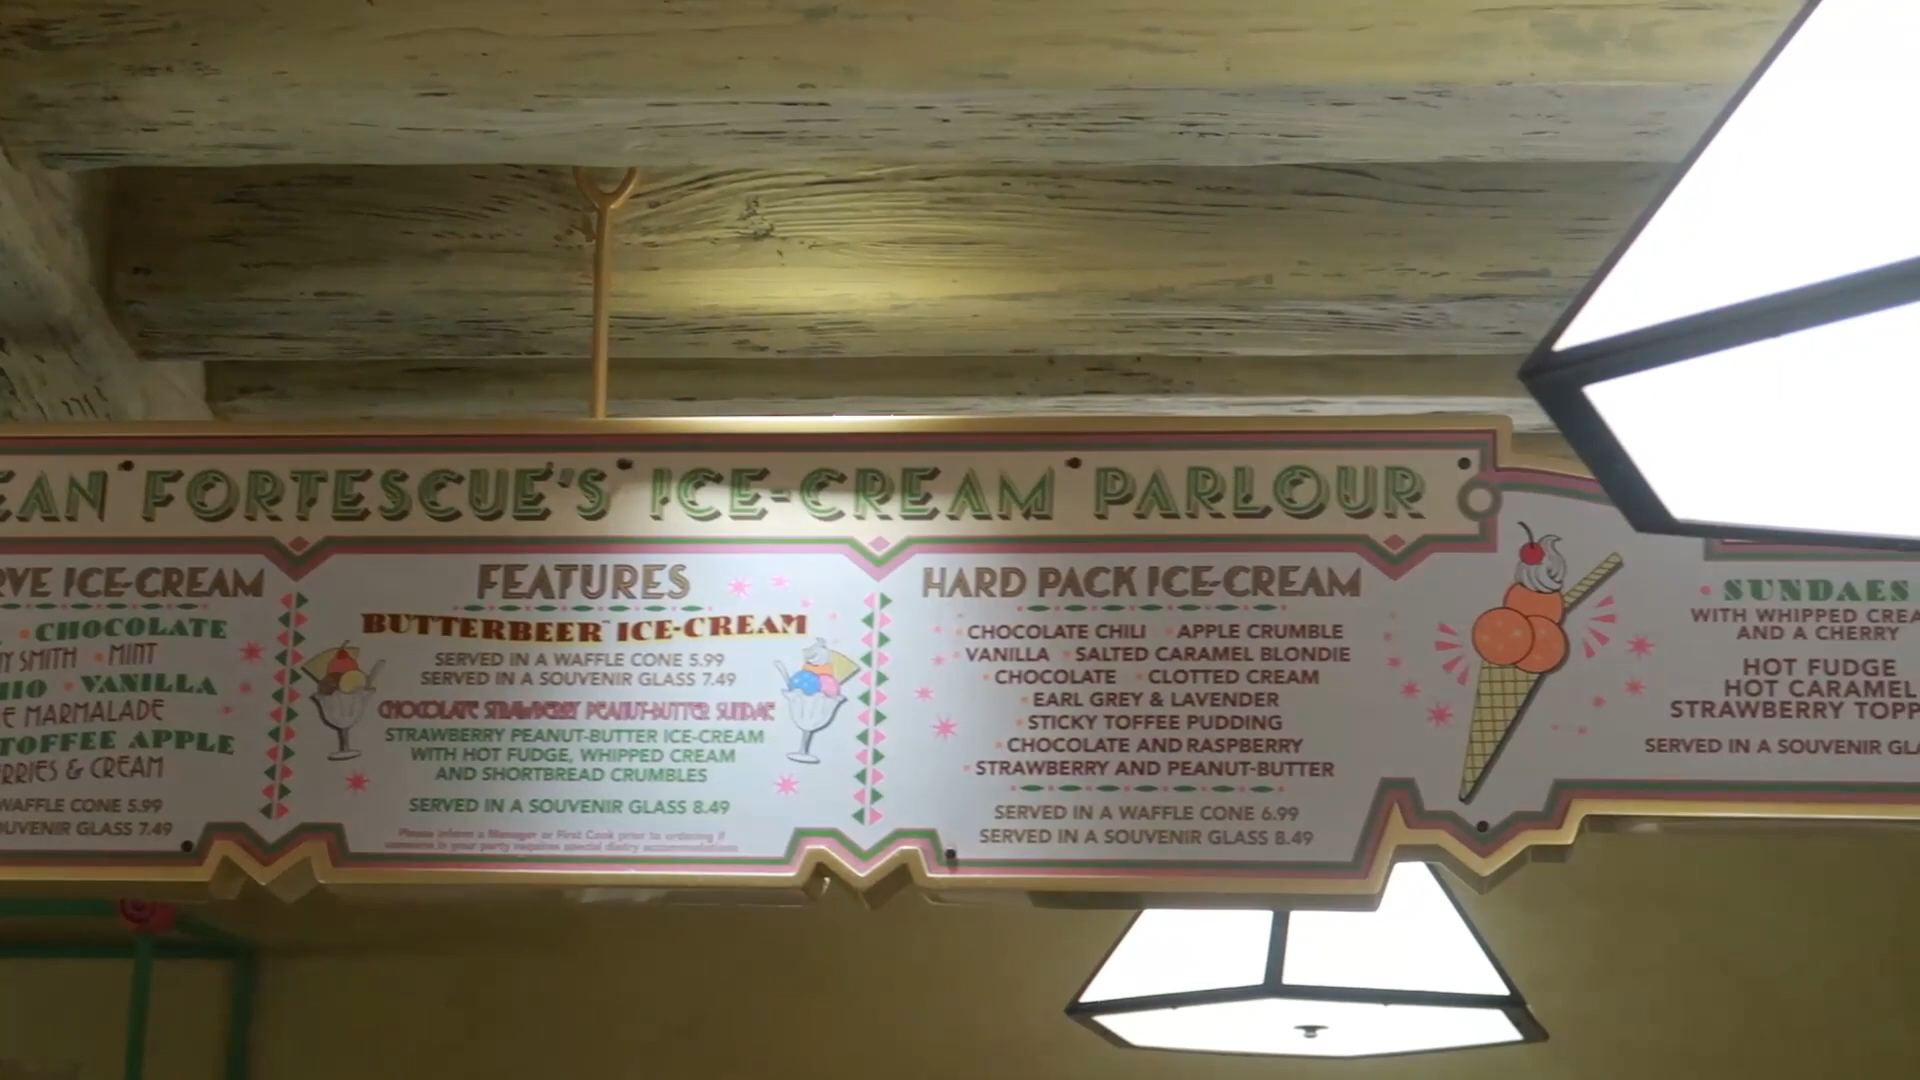 EAN FORTESCUE'S ICE-CREAM PARLOUR
RVE ICE-CREAM
• CHOCOLATE
Y SMITH • MINT
HIO • VANILLA
E MARMALADE
TOFFEE APPLE
RRIES & CREAM
WAFFLE CONE 5.99
OUVENIR GLASS 7.49
FEATURES
BUTTERBEER™ ICE-CREAM
SERVED IN A WAFFLE CONE 5.99
SERVED IN A SOUVENIR GLASS 7.49
CHOCOLATE STRAWBERRY PEANUT-BUTTER SUNDAE
STRAWBERRY PEANUT-BUTTER ICE-CREAM
WITH HOT FUDGE, WHIPPED CREAM
AND SHORTBREAD CRUMBLES
SERVED IN A SOUVENIR GLASS 8.49
Please inform a Manager or First Cook prior to ordering if
someone in your party requires special dietry accommodations
HARD PACK ICE-CREAM
• CHOCOLATE CHILI • APPLE CRUMBLE
• VANILLA • SALTED CARAMEL BLONDIE
• CHOCOLATE • CLOTTED CREAM
• EARL GREY & LAVENDER
• STICKY TOFFEE PUDDING
• CHOCOLATE AND RASPBERRY
• STRAWBERRY AND PEANUT-BUTTER
SERVED IN A WAFFLE CONE 6.99
SERVED IN A SOUVENIR GLASS 8.49
• SUNDAES
WITH WHIPPED CREA
AND A CHERRY
HOT FUDGE
HOT CARAMEL
STRAWBERRY TOPP
SERVED IN A SOUVENIR GLA